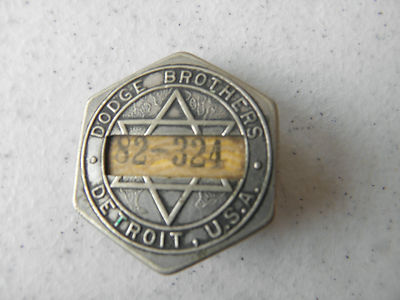 DODGE BROTHERS
82-324
DETROIT, U.S.A.